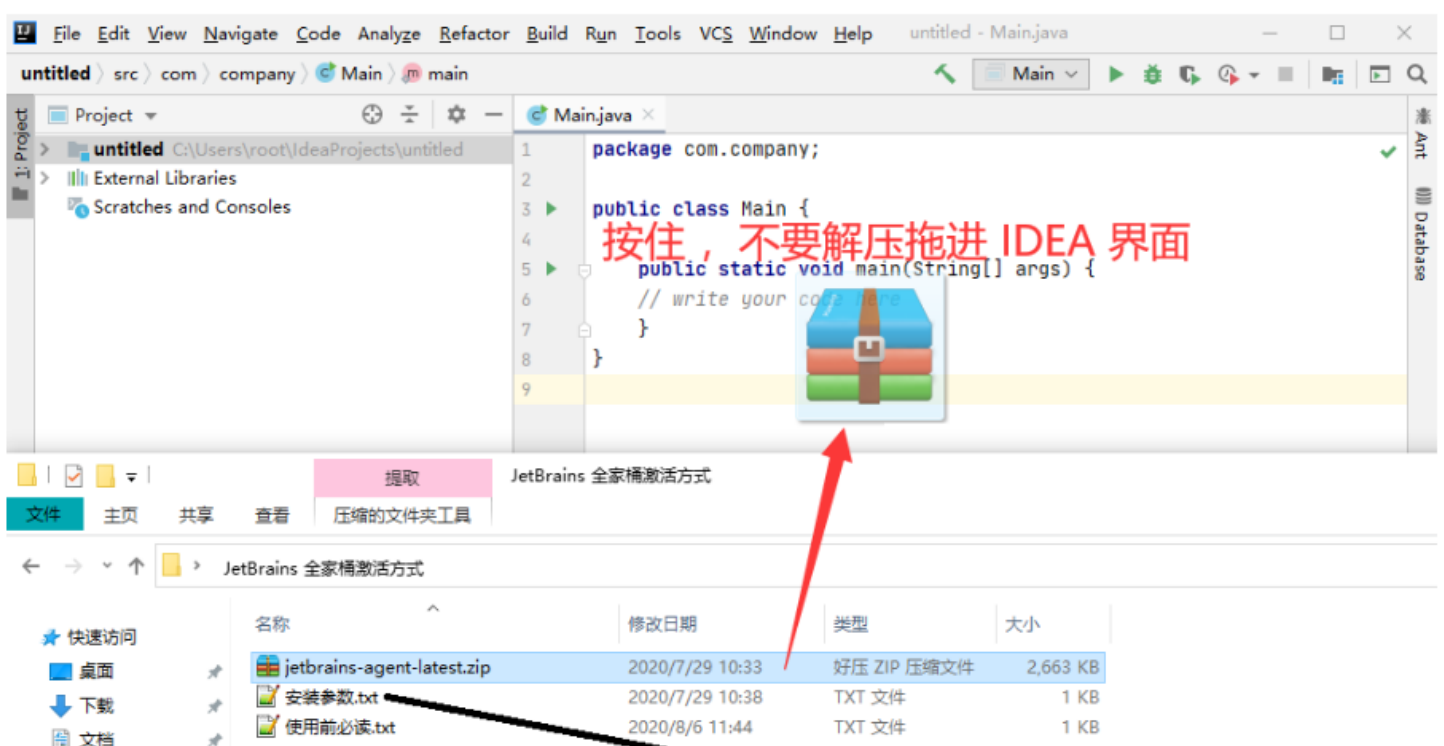 File Edit View Navigate Code Analyze Refactor Build Run Tools VCS Window Help untitled - Main.java
untitled 〉 src 〉 com 〉 company 〉 Main 〉 main
Main
1: Project
Project
Main.java
Ant
Database
untitled C:\Users\root\IdeaProjects\untitled
External Libraries
Scratches and Consoles
1 package com.company;
2
3 public class Main {
4
按住，不要解压拖进 IDEA 界面
5 public static void main(String[] args) {
6 // write your code here
7 }
8 }
9
提取 JetBrains 全家桶激活方式
文件 主页 共享 查看 压缩的文件夹工具
JetBrains 全家桶激活方式
名称 修改日期 类型 大小
快速访问
桌面
下载
文档
jetbrains-agent-latest.zip 2020/7/29 10:33 好压 ZIP 压缩文件 2,663 KB
安装参数.txt 2020/7/29 10:38 TXT 文件 1 KB
使用前必读.txt 2020/8/6 11:44 TXT 文件 1 KB